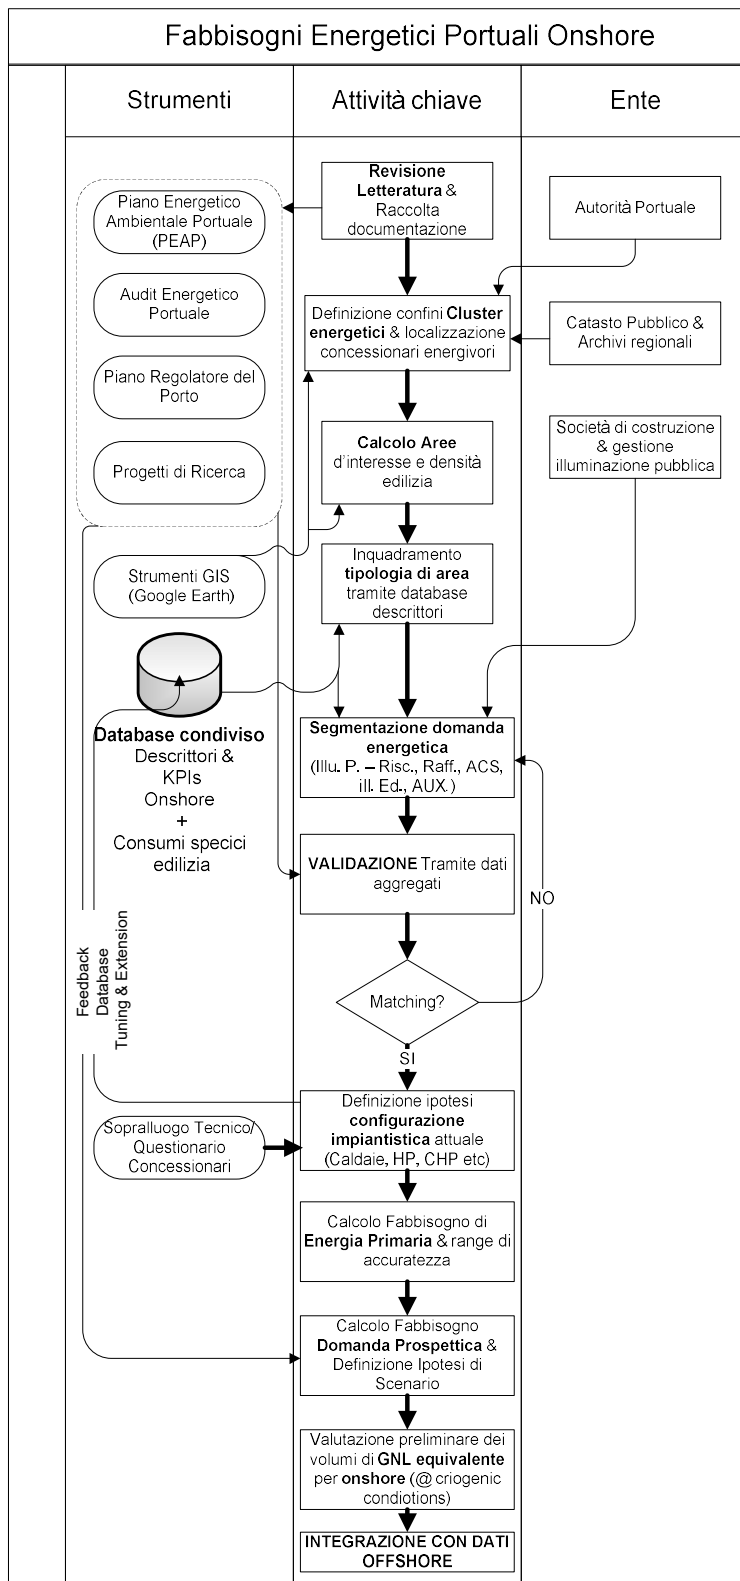 Fabbisogni Energetici Portuali Onshore
Strumenti
Attività chiave
Ente
Piano Energetico
Ambientale Portuale
(PEAP)
Audit Energetico
Portuale
Piano Regolatore del
Porto
Progetti di Ricerca
Strumenti GIS
(Google Earth)
Database condiviso
Descrittori &
KPIs
Onshore
+
Consumi specici
edilizia
Feedback
Database
Tuning & Extension
Sopralluogo Tecnico/
Questionario
Concessionari
Revisione
Letteratura &
Raccolta
documentazione
Definizione confini Cluster
energetici & localizzazione
concessionari energivori
Calcolo Aree
d'interesse e densità
edilizia
Inquadramento
tipologia di area
tramite database
descrittori
Segmentazione domanda
energetica
(Illu. P. – Risc., Raff., ACS,
ill. Ed., AUX.)
VALIDAZIONE Tramite dati
aggregati
Matching?
NO
SI
Definizione ipotesi
configurazione
impiantistica attuale
(Caldaie, HP, CHP etc)
Calcolo Fabbisogno di
Energia Primaria & range di
accuratezza
Calcolo Fabbisogno
Domanda Prospettica &
Definizione Ipotesi di
Scenario
Valutazione preliminare dei
volumi di GNL equivalente
per onshore (@ criogenic
condiotions)
INTEGRAZIONE CON DATI
OFFSHORE
Autorità Portuale
Catasto Pubblico &
Archivi regionali
Società di costruzione
& gestione
illuminazione pubblica